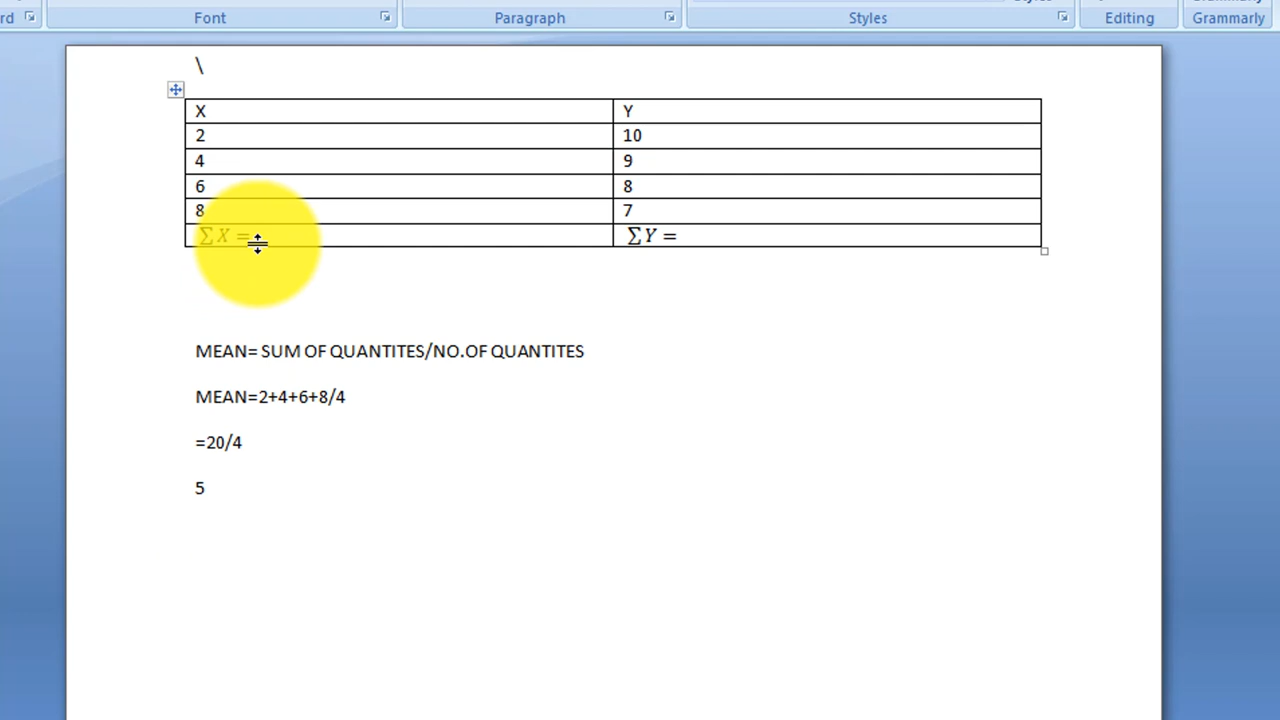 Font Paragraph Styles Editing Grammarly
\
X Y
2 10
4 9
6 8
8 7
∑X = ∑Y =
MEAN= SUM OF QUANTITES/NO.OF QUANTITES
MEAN=2+4+6+8/4
=20/4
5